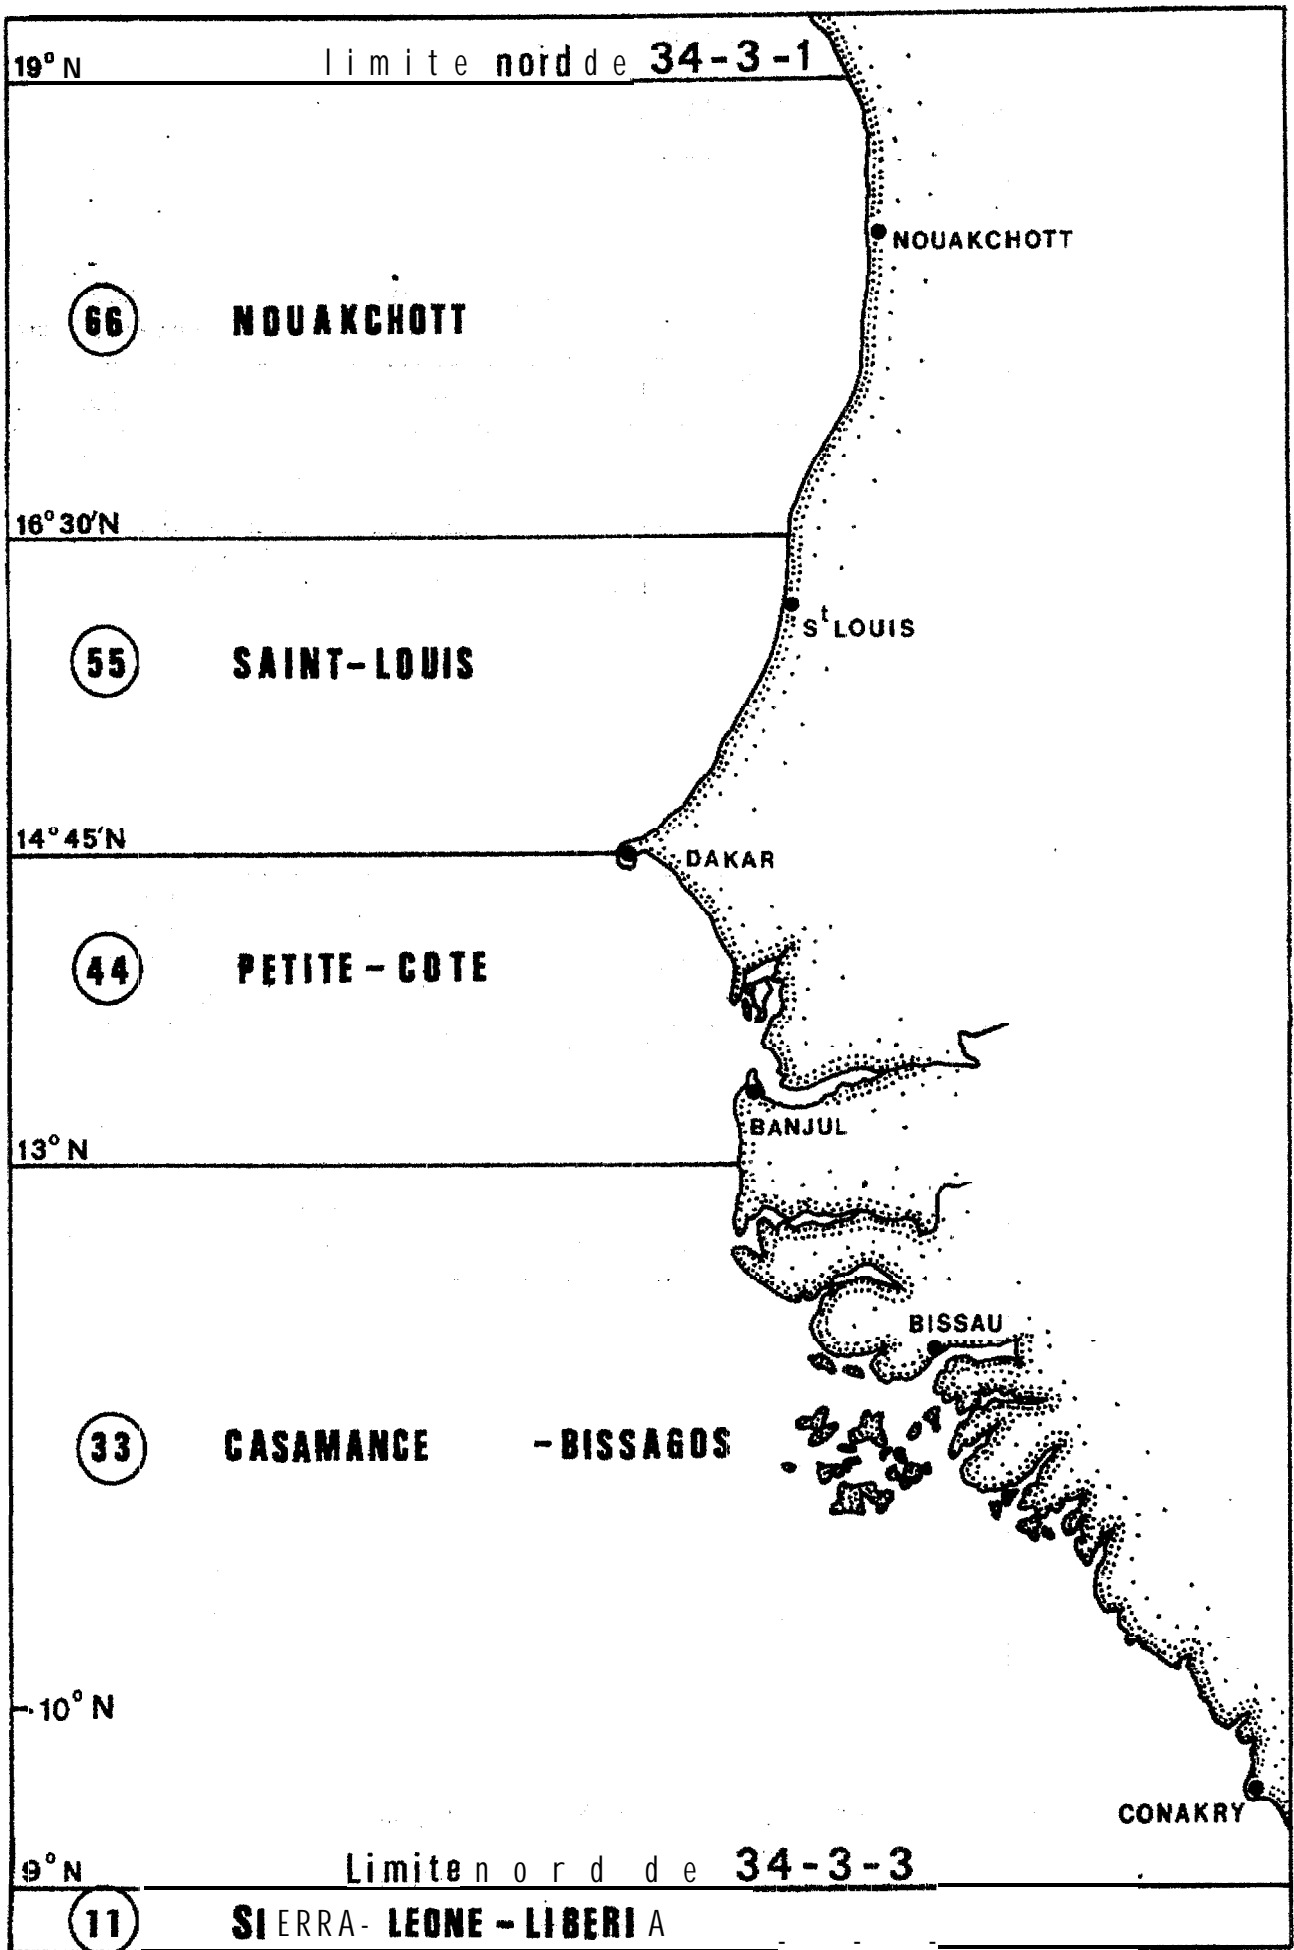 19° N limite nord de 34-3-1
NOUAKCHOTT
66 NOUAKCHOTT
16° 30'N
St LOUIS
55 SAINT-LOUIS
14° 45'N
DAKAR
44 PETITE-COTE
BANJUL
13° N
BISSAU
33 CASAMANCE -BISSAGOS
10° N
CONAKRY
9° N Limite nord de 34-3-3
11 SIERRA-LEONE-LIBERIA